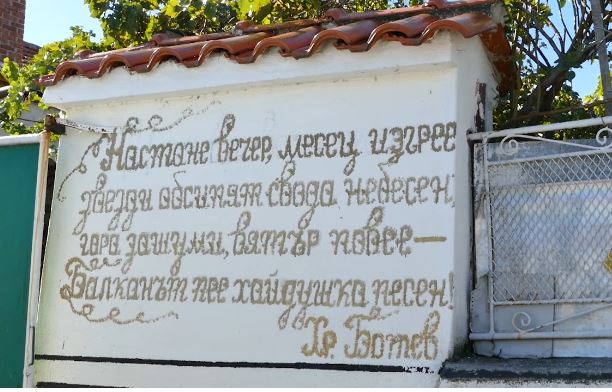 Настане вечер, месец изгрее
звезди обсипят свода небесен;
гора зашуми, вятър повее —
Балканът пее хайдушка песен!
Хр. Ботев